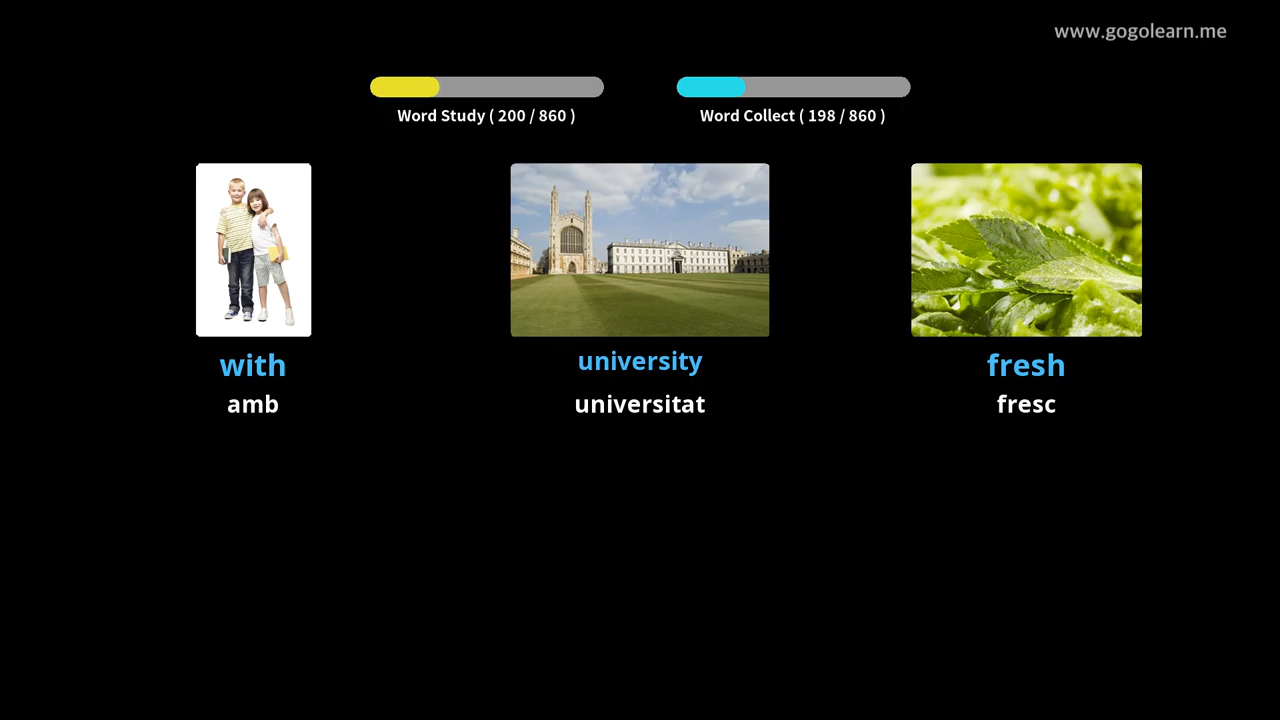 www.gogolearn.me
Word Study ( 200 / 860 )
Word Collect ( 198 / 860 )
with
university
fresh
amb
universitat
fresc